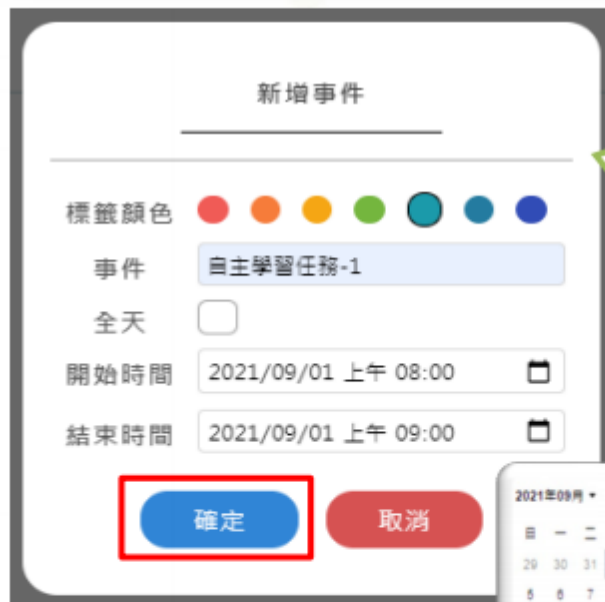 新增事件
標籤顏色
事件 自主學習任務-1
全天
開始時間 2021/09/01 上午 08:00
結束時間 2021/09/01 上午 09:00
確定 取消
2021年09月
日 一 二
29 30 31
5 6 7